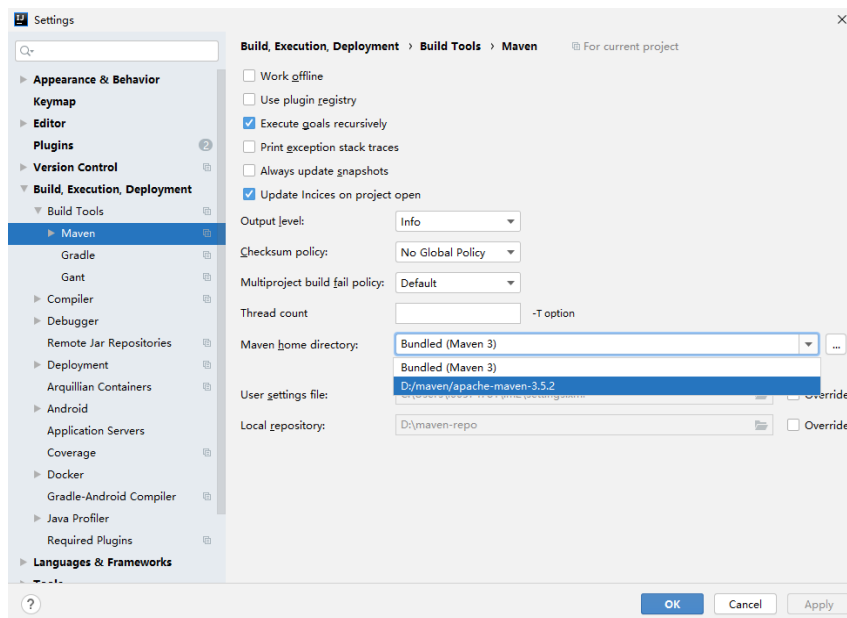 Settings
Appearance & Behavior
Keymap
Editor
Plugins 2
Version Control
Build, Execution, Deployment
Build Tools
Maven
Gradle
Gant
Compiler
Debugger
Remote Jar Repositories
Deployment
Arquillian Containers
Android
Application Servers
Coverage
Docker
Gradle-Android Compiler
Java Profiler
Required Plugins
Languages & Frameworks
Build, Execution, Deployment › Build Tools › Maven For current project
Work offline
Use plugin registry
Execute goals recursively
Print exception stack traces
Always update snapshots
Update Incices on project open
Output level: Info
Checksum policy: No Global Policy
Multiproject build fail policy: Default
Thread count -T option
Maven home directory: Bundled (Maven 3) ...
Bundled (Maven 3)
D:/maven/apache-maven-3.5.2
User settings file: Override
Local repository: D:\maven-repo Override
? OK Cancel Apply